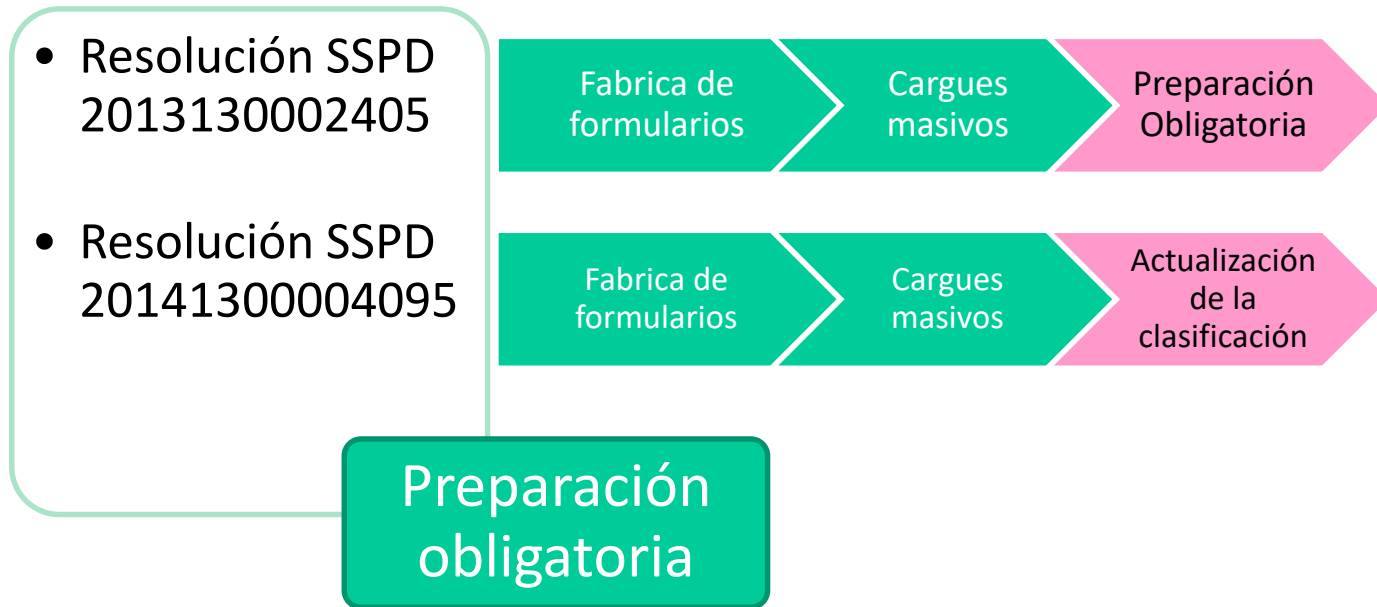 • Resolución SSPD
2013130002405
Fabrica de
formularios
Cargues
masivos
Preparación
Obligatoria
• Resolución SSPD
20141300004095
Fabrica de
formularios
Cargues
masivos
Actualización
de la
clasificación
Preparación
obligatoria